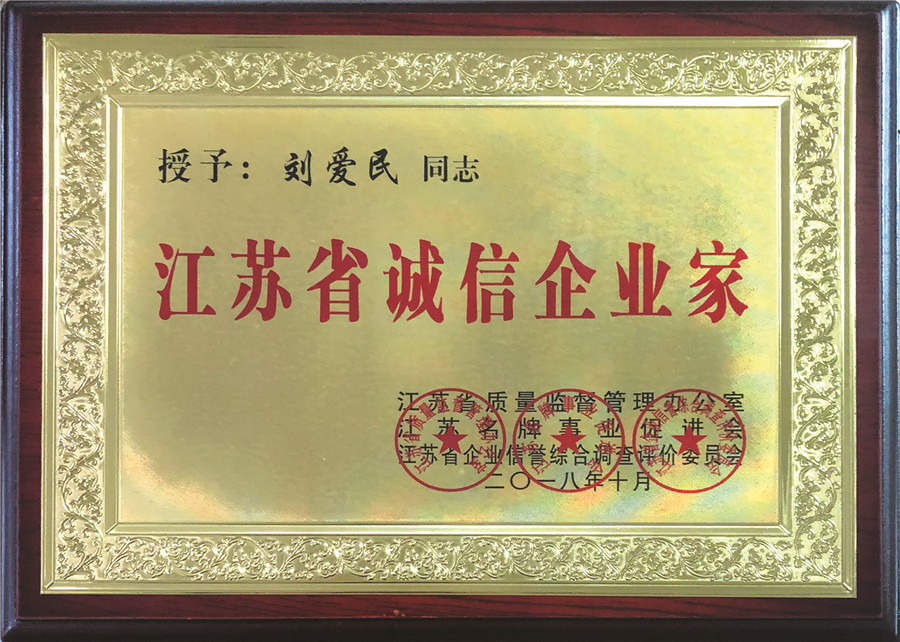 授予：刘爱民 同志
江苏省诚信企业家
江苏省质量监督管理办公室
江苏名牌事业促进会
江苏省企业信誉综合调查评价委员会
二〇一八年十月